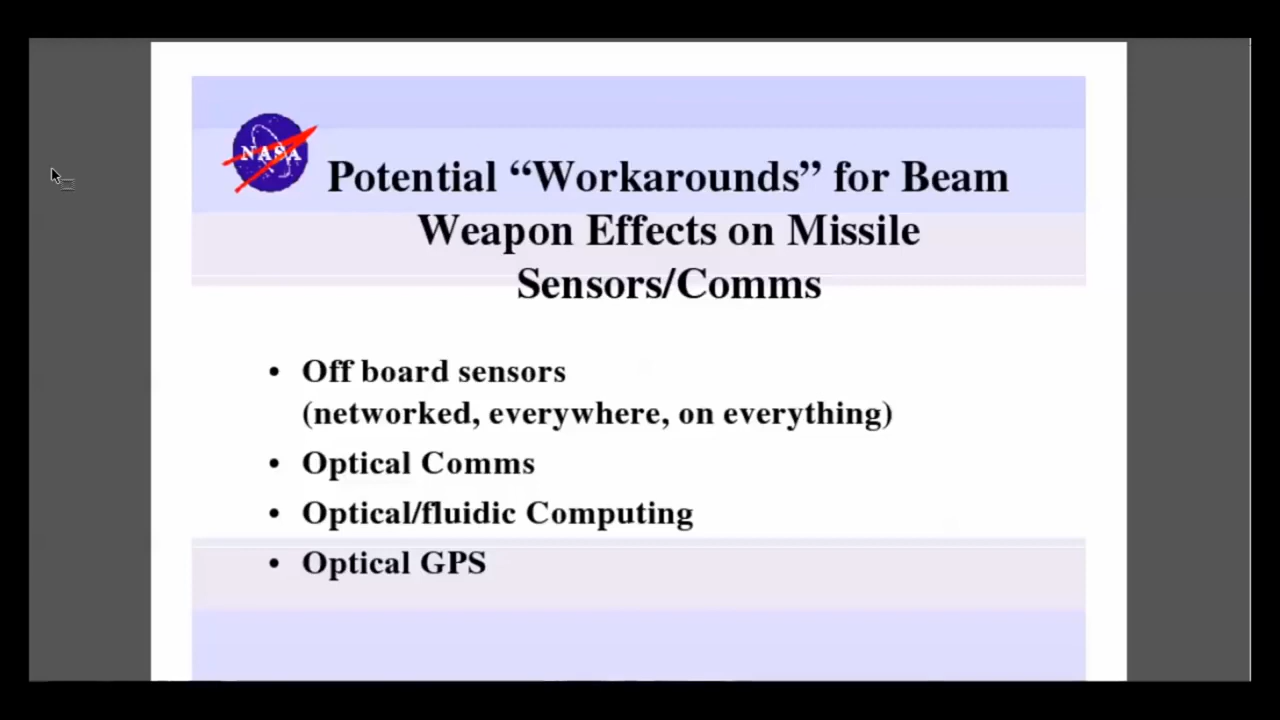 NASA
Potential “Workarounds” for Beam
Weapon Effects on Missile
Sensors/Comms
• Off board sensors
(networked, everywhere, on everything)
• Optical Comms
• Optical/fluidic Computing
• Optical GPS